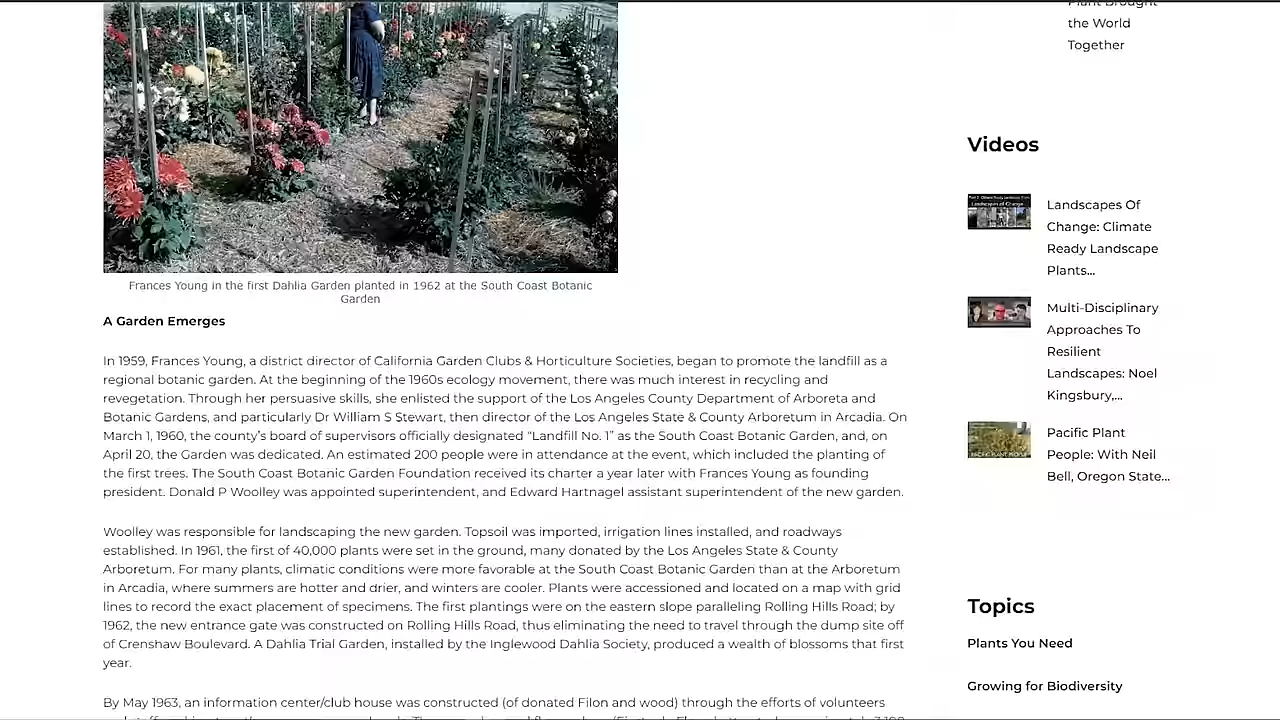 Frances Young in the first Dahlia Garden planted in 1962 at the South Coast Botanic
Garden
A Garden Emerges
In 1959, Frances Young, a district director of California Garden Clubs & Horticulture Societies, began to promote the landfill as a
regional botanic garden. At the beginning of the 1960s ecology movement, there was much interest in recycling and
revegetation. Through her persuasive skills, she enlisted the support of the Los Angeles County Department of Arboreta and
Botanic Gardens, and particularly Dr William S Stewart, then director of the Los Angeles State & County Arboretum in Arcadia. On
March 1, 1960, the county's board of supervisors officially designated “Landfill No. 1” as the South Coast Botanic Garden, and, on
April 20, the Garden was dedicated. An estimated 200 people were in attendance at the event, which included the planting of
the first trees. The South Coast Botanic Garden Foundation received its charter a year later with Frances Young as founding
president. Donald P Woolley was appointed superintendent, and Edward Hartnagel assistant superintendent of the new garden.
Woolley was responsible for landscaping the new garden. Topsoil was imported, irrigation lines installed, and roadways
established. In 1961, the first of 40,000 plants were set in the ground, many donated by the Los Angeles State & County
Arboretum. For many plants, climatic conditions were more favorable at the South Coast Botanic Garden than at the Arboretum
in Arcadia, where summers are hotter and drier, and winters are cooler. Plants were accessioned and located on a map with grid
lines to record the exact placement of specimens. The first plantings were on the eastern slope paralleling Rolling Hills Road; by
1962, the new entrance gate was constructed on Rolling Hills Road, thus eliminating the need to travel through the dump site off
of Crenshaw Boulevard. A Dahlia Trial Garden, installed by the Inglewood Dahlia Society, produced a wealth of blossoms that first
year.
By May 1963, an information center/club house was constructed (of donated Filon and wood) through the efforts of volunteers
Plant Brought
the World
Together
Videos
Landscapes Of
Change: Climate
Ready Landscape
Plants...
Multi-Disciplinary
Approaches To
Resilient
Landscapes: Noel
Kingsbury,...
Pacific Plant
People: With Neil
Bell, Oregon State...
Topics
Plants You Need
Growing for Biodiversity